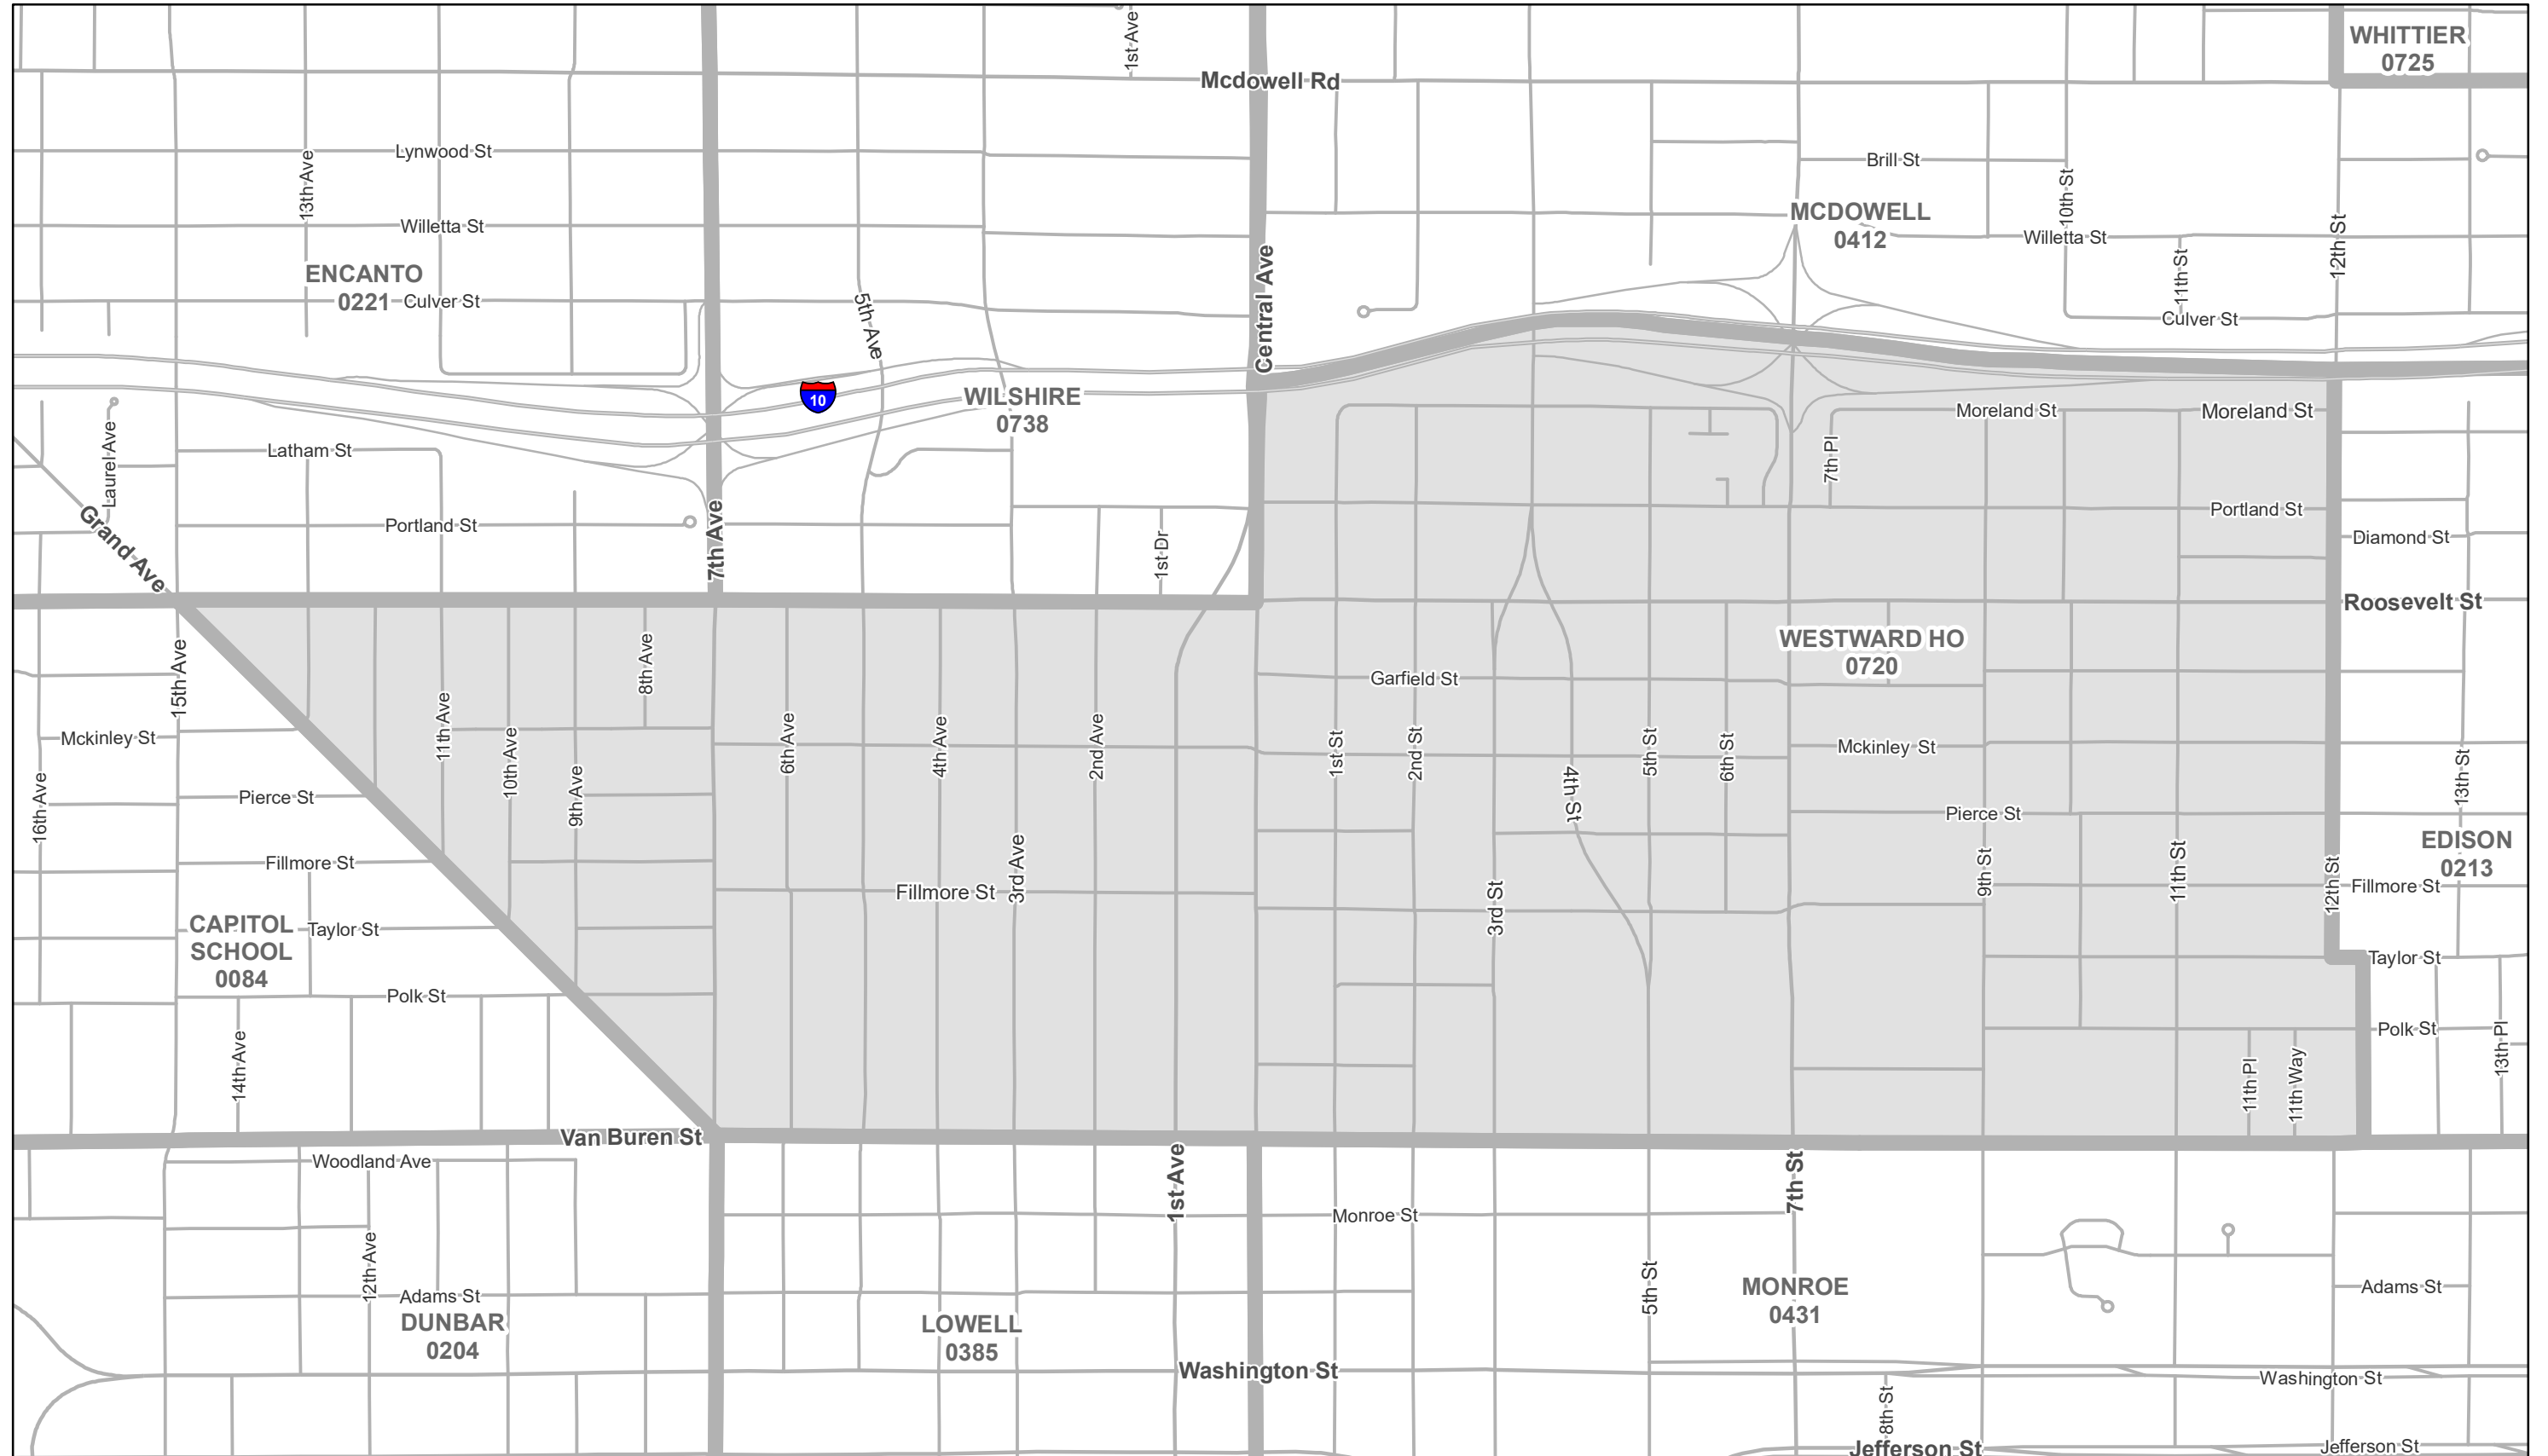 1st Ave
WHITTIER
0725
Mcdowell Rd
Lynwood St
Brill St
13th Ave
10th St
MCDOWELL
0412
Willetta St
Willetta St
12th St
11th St
ENCANTO
0221
Culver St
5th Ave
Central Ave
Culver St
10
WILSHIRE
0738
Moreland St
Moreland St
Laurel Ave
Latham St
7th Pl
Grand Ave
Portland St
7th Ave
1st Dr
Portland St
Diamond St
Roosevelt St
15th Ave
8th Ave
WESTWARD HO
0720
Garfield St
Mckinley St
11th Ave
10th Ave
6th Ave
4th Ave
2nd Ave
1st St
2nd St
5th St
6th St
Mckinley St
13th St
16th Ave
Pierce St
9th Ave
4th St
Pierce St
EDISON
0213
Fillmore St
Fillmore St
3rd Ave
3rd St
9th St
11th St
12th St
Fillmore St
CAPITOL
SCHOOL
0084
Taylor St
Taylor St
Polk St
Polk St
14th Ave
11th Pl
11th Way
13th Pl
Van Buren St
Woodland Ave
1st Ave
7th St
Monroe St
12th Ave
5th St
Adams St
MONROE
0431
Adams St
DUNBAR
0204
LOWELL
0385
Washington St
Washington St
8th St
Jefferson St
Jefferson St